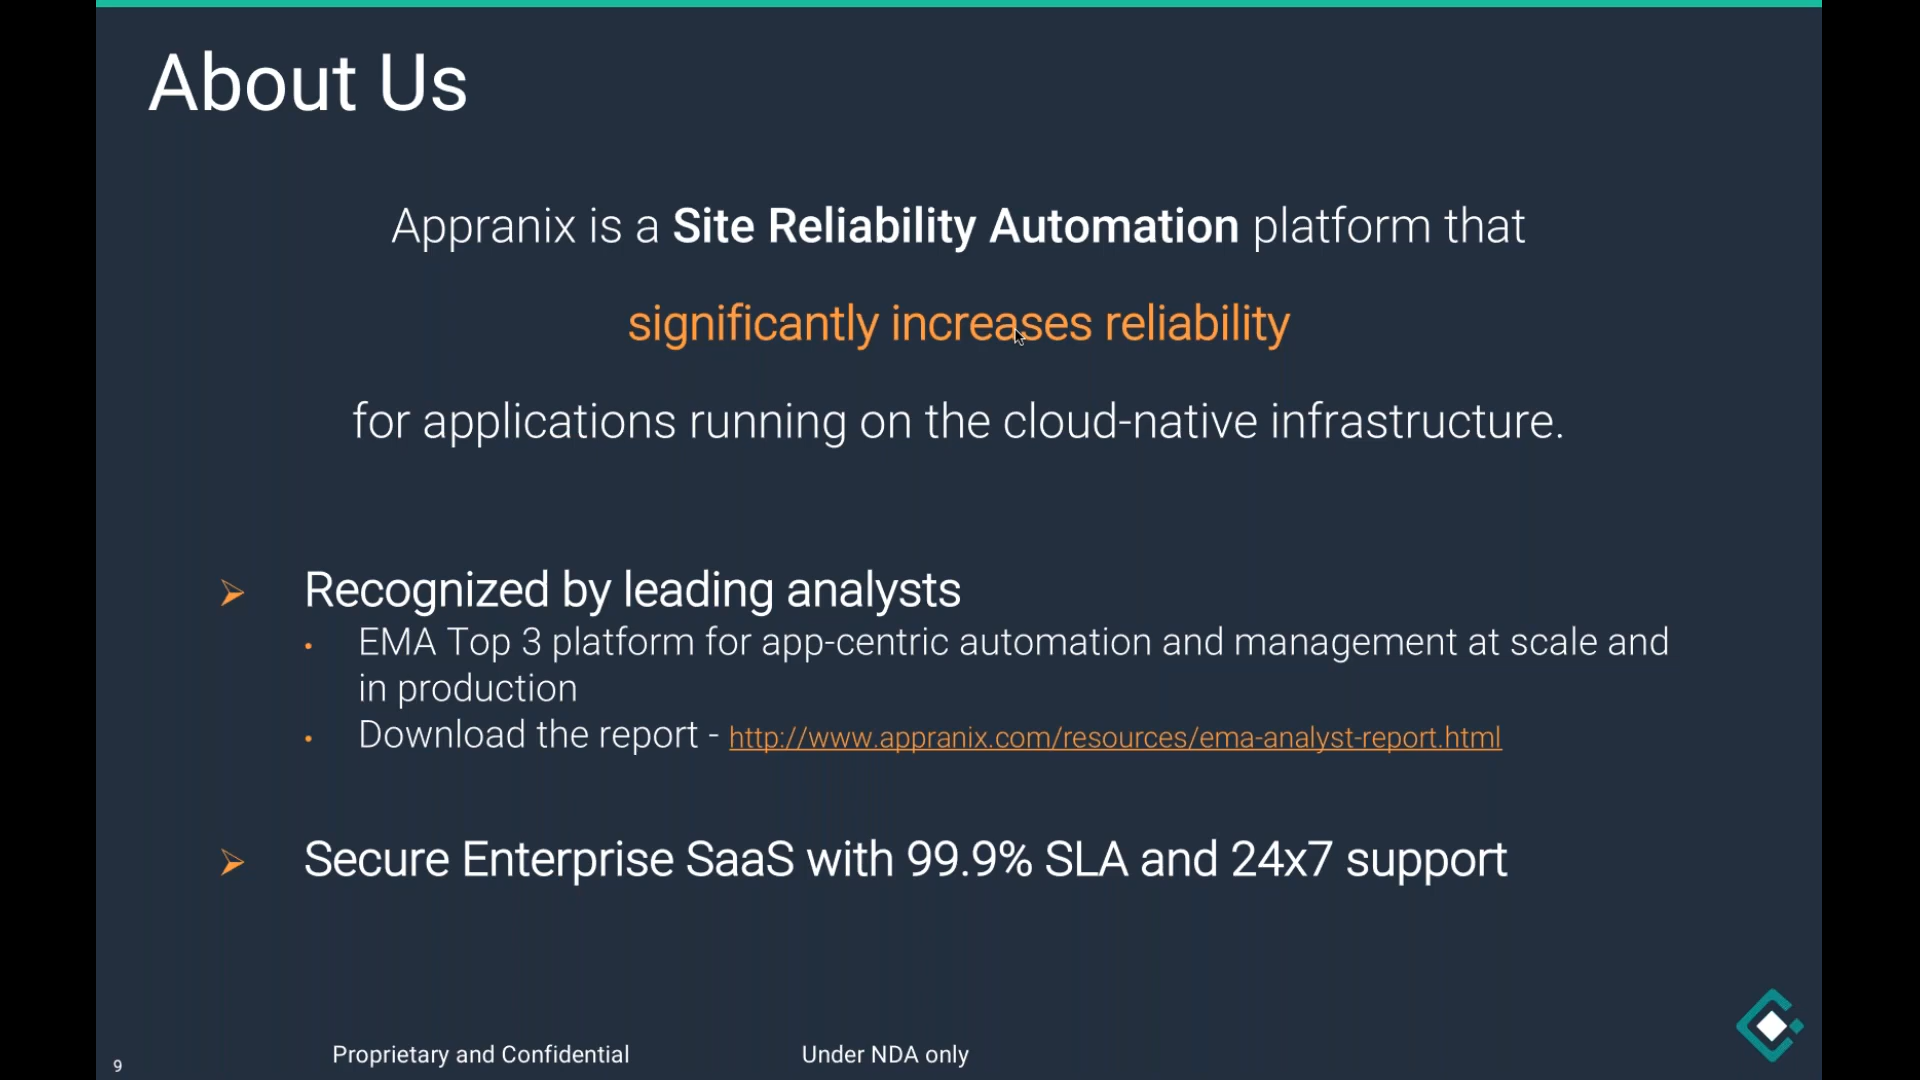 About Us
Appranix is a Site Reliability Automation platform that
significantly increases reliability
for applications running on the cloud-native infrastructure.
➢ Recognized by leading analysts
• EMA Top 3 platform for app-centric automation and management at scale and
in production
• Download the report - http://www.appranix.com/resources/ema-analyst-report.html
➢ Secure Enterprise SaaS with 99.9% SLA and 24x7 support
9 Proprietary and Confidential Under NDA only